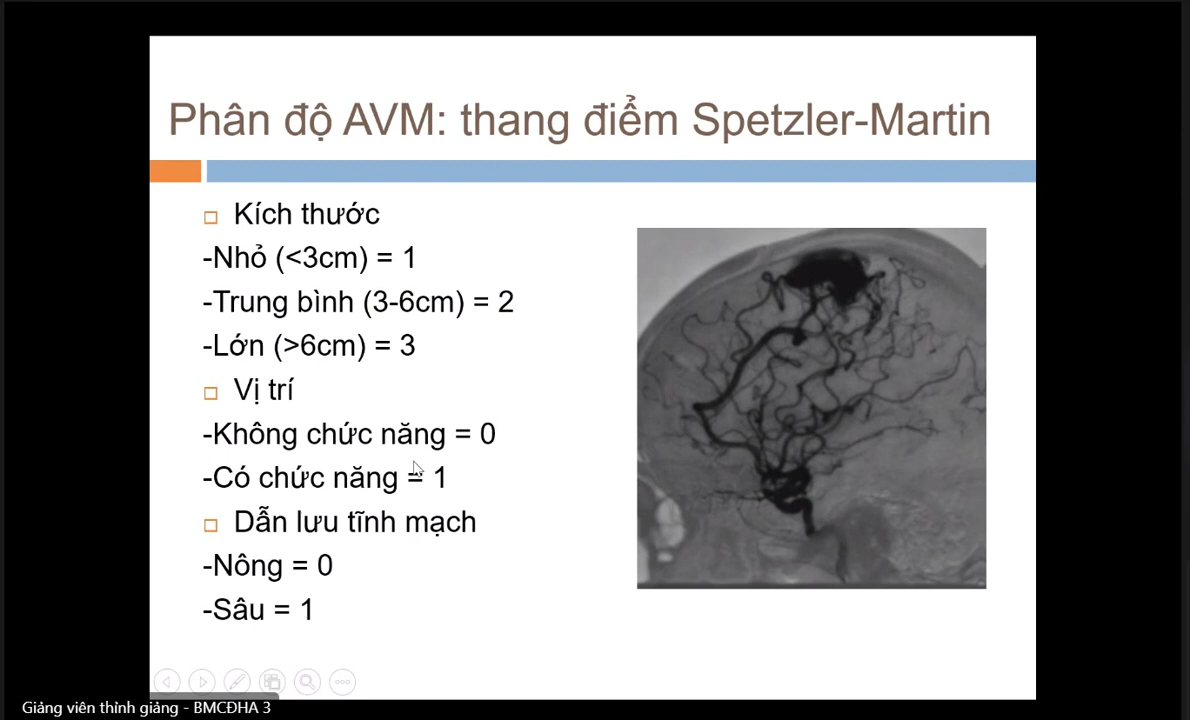 Phân độ AVM: thang điểm Spetzler-Martin
Kích thước
-Nhỏ (<3cm) = 1
-Trung bình (3-6cm) = 2
-Lớn (>6cm) = 3
Vị trí
-Không chức năng = 0
-Có chức năng = 1
Dẫn lưu tĩnh mạch
-Nông = 0
-Sâu = 1
Giảng viên thỉnh giảng - BMCĐHA 3